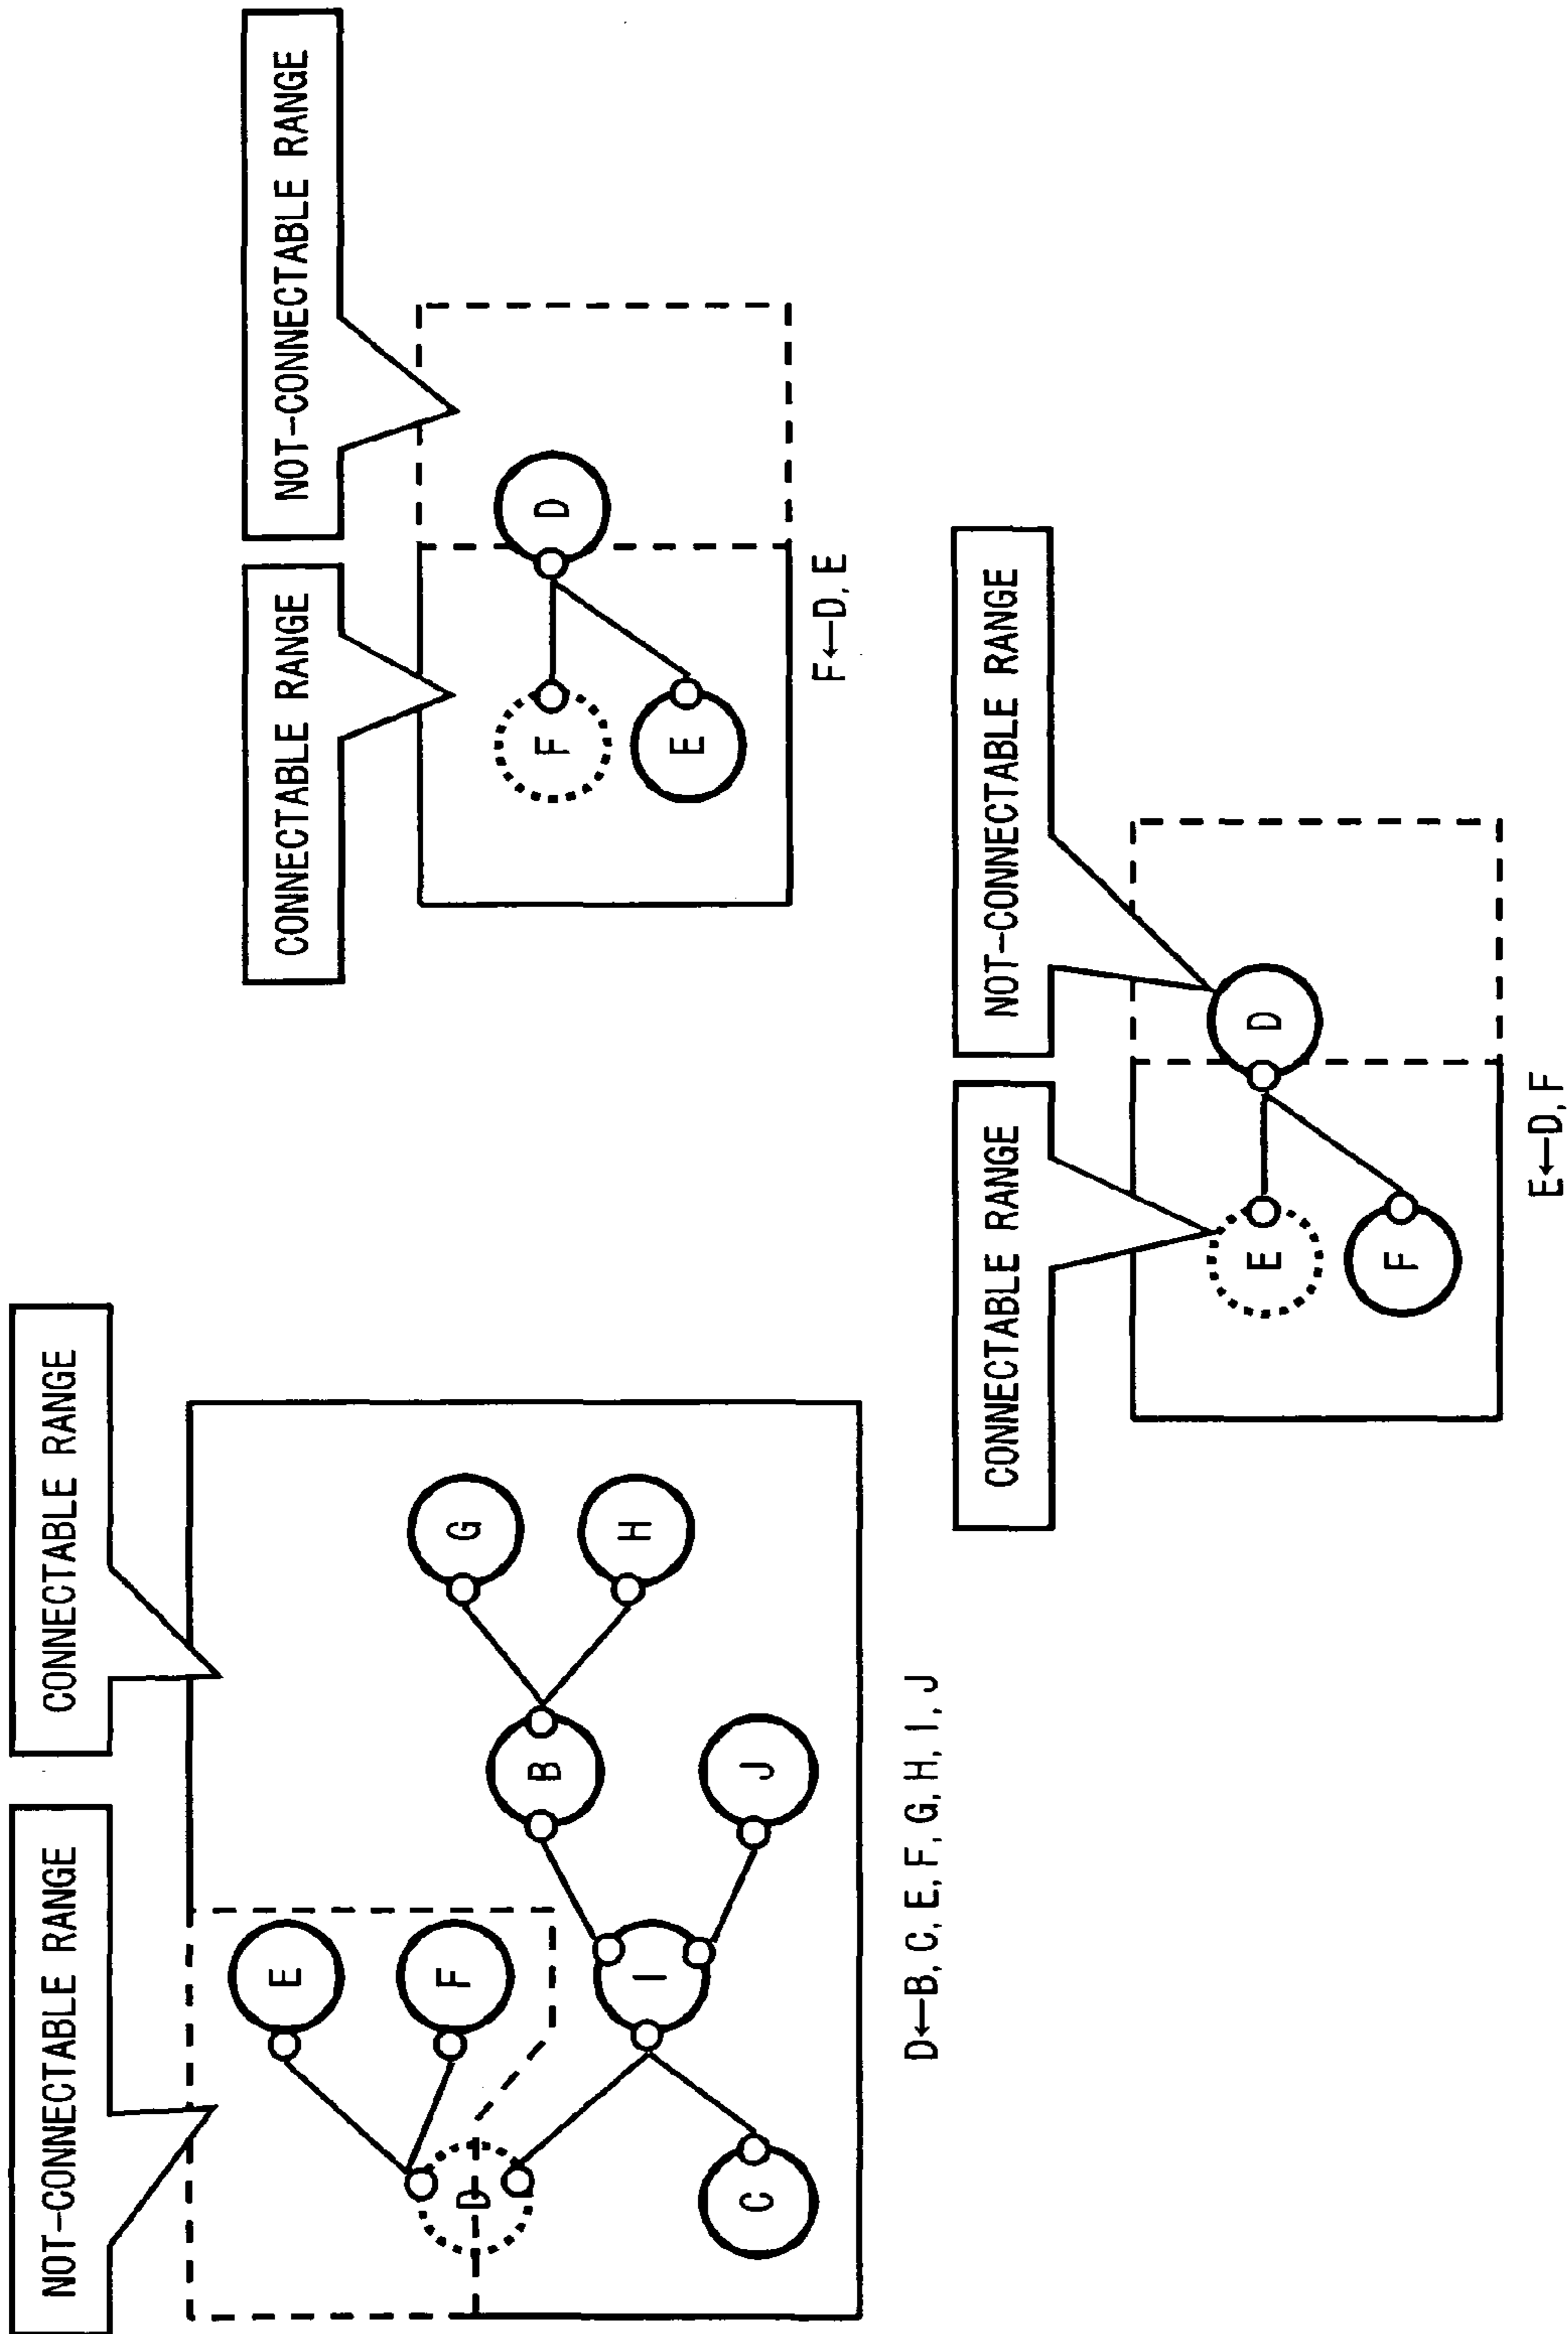 NOT-CONNECTABLE RANGE
CONNECTABLE RANGE
E
F
G
D
B
H
I
C
J
D←B,C,E,F,G,H,I,J
CONNECTABLE RANGE
NOT-CONNECTABLE RANGE
F
D
E
F←D,E
CONNECTABLE RANGE
NOT-CONNECTABLE RANGE
E
D
F
E←D,F